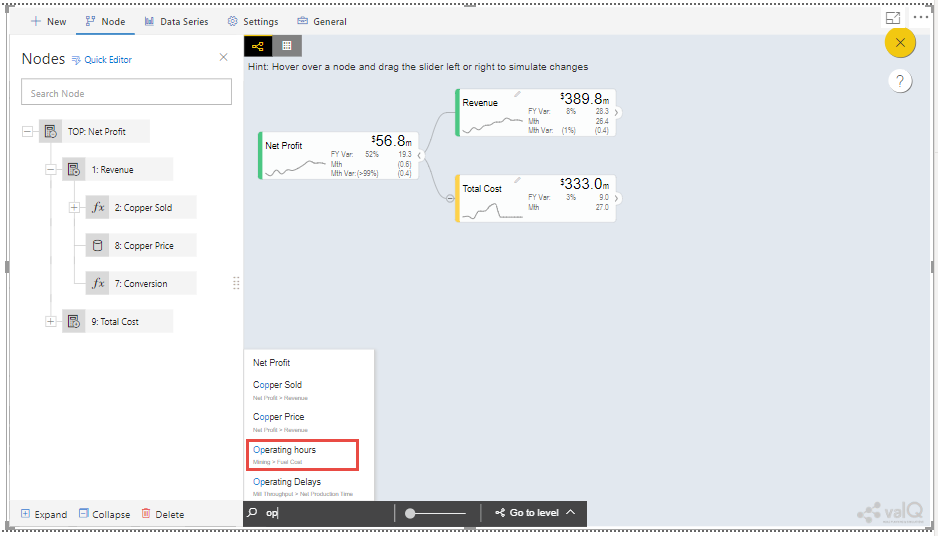 New
Node
Data Series
Settings
General
Nodes
Quick Editor
Search Node
TOP: Net Profit
1: Revenue
fx
2: Copper Sold
8: Copper Price
fx
7: Conversion
9: Total Cost
Expand
Collapse
Delete
Hint: Hover over a node and drag the slider left or right to simulate changes
?
Net Profit
$56.8m
FY Var: 52% 19.3
Mth (0.6)
Mth Var: (>99%) (0.4)
Revenue
$389.8m
FY Var: 8% 28.3
Mth 26.4
Mth Var: (1%) (0.4)
Total Cost
$333.0m
FY Var: 3% 9.0
Mth 27.0
Net Profit
Copper Sold
Net Profit > Revenue
Copper Price
Net Profit > Revenue
Operating hours
Mining > Fuel Cost
Operating Delays
Mill Throughput > Net Production Time
op
Go to level
valQ